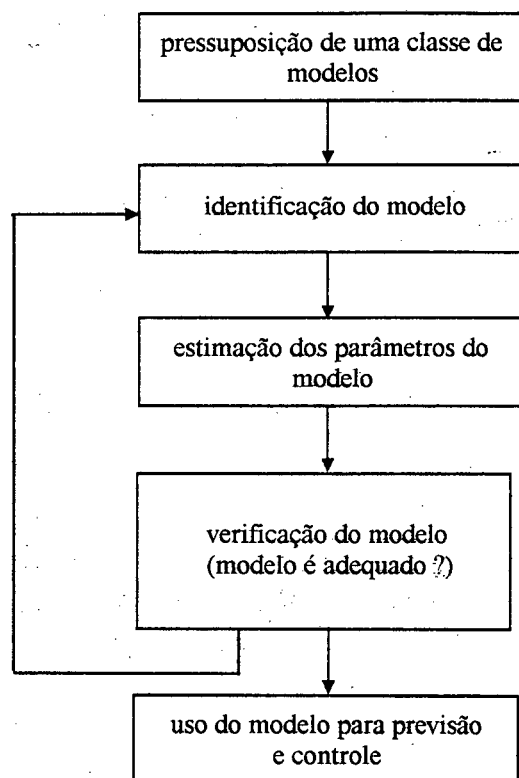 pressuposição de uma classe de
modelos
identificação do modelo
estimação dos parâmetros do
modelo
verificação do modelo
(modelo é adequado ?)
uso do modelo para previsão
e controle